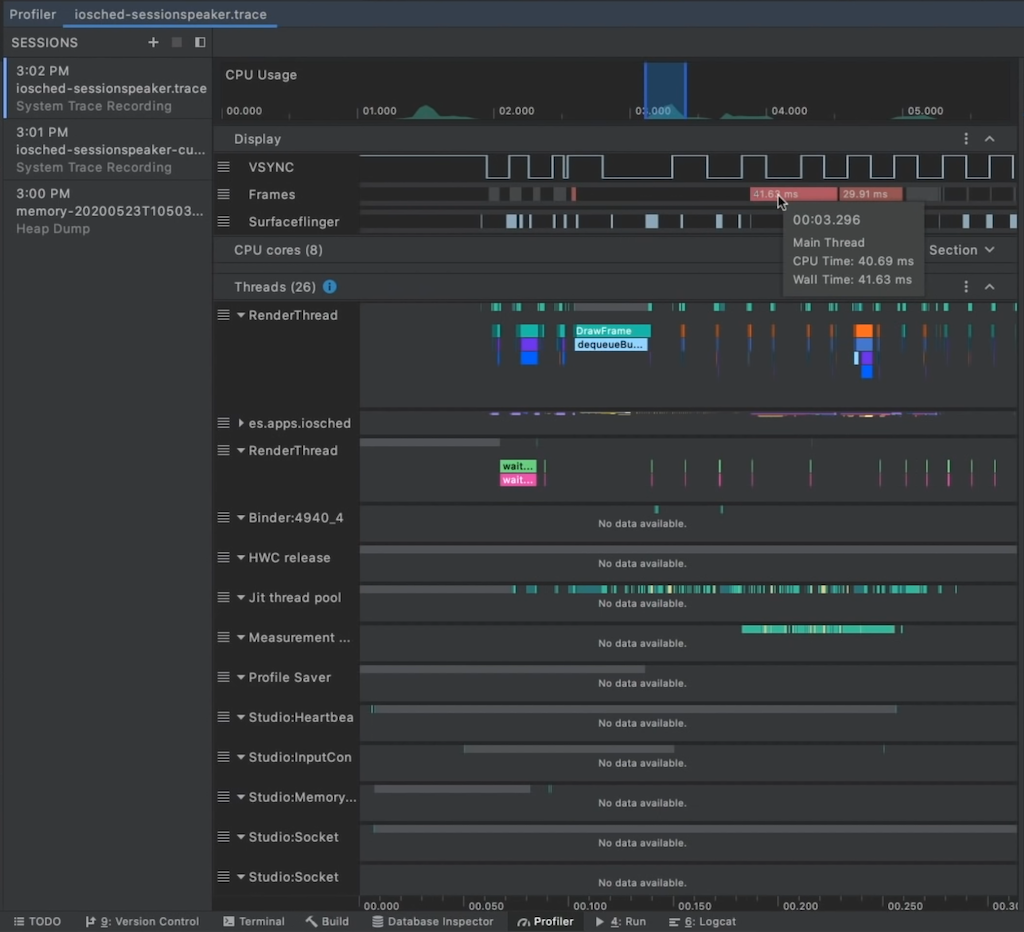 Profiler iosched-sessionspeaker.trace
SESSIONS
3:02 PM
iosched-sessionspeaker.trace
System Trace Recording
3:01 PM
iosched-sessionspeaker-cu...
System Trace Recording
3:00 PM
memory-20200523T10503...
Heap Dump
CPU Usage
00.000 01.000 02.000 03.000 04.000 05.000
Display
VSYNC
Frames 41.63 ms 29.91 ms
Surfaceflinger
00:03.296
Main Thread
CPU Time: 40.69 ms
Wall Time: 41.63 ms
CPU cores (8) Section
Threads (26)
RenderThread
DrawFrame
dequeueBu...
es.apps.iosched
RenderThread
wait...
wait...
Binder:4940_4 No data available.
HWC release No data available.
Jit thread pool No data available.
Measurement ... No data available.
Profile Saver No data available.
Studio:Heartbea No data available.
Studio:InputCon No data available.
Studio:Memory... No data available.
Studio:Socket No data available.
Studio:Socket No data available.
00.000 00.050 00.100 00.150 00.200 00.250 00.30
TODO 9: Version Control Terminal Build Database Inspector Profiler 4: Run 6: Logcat